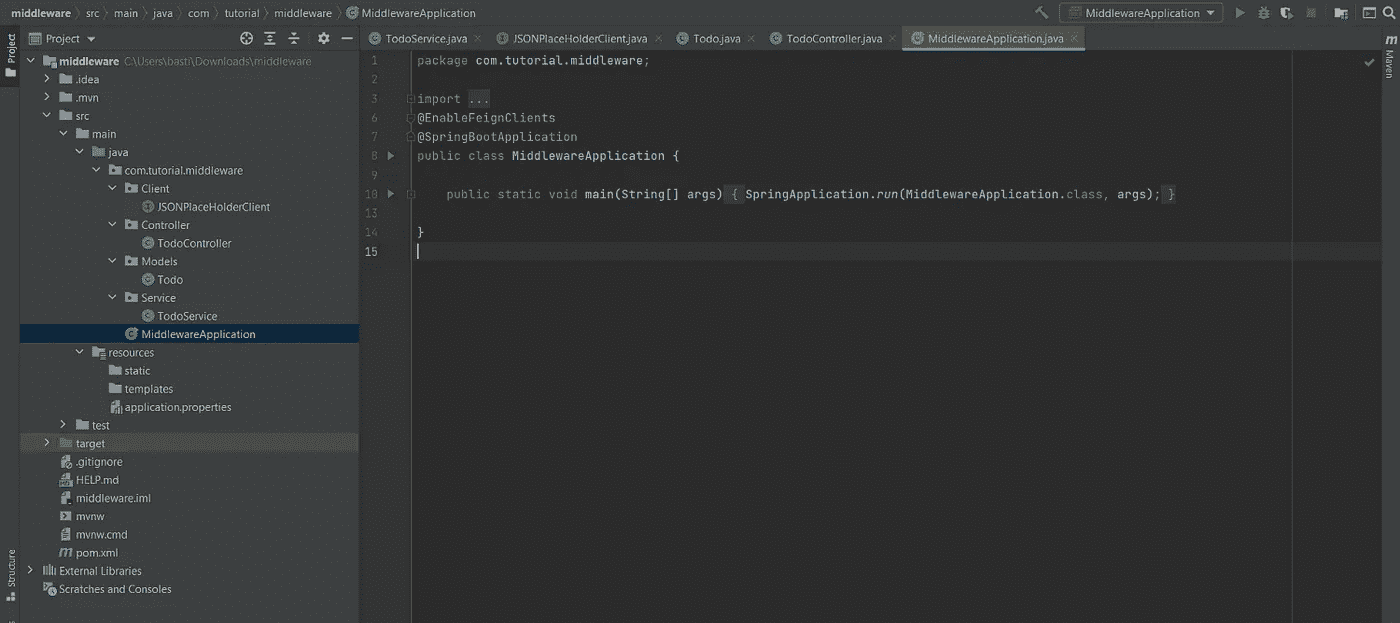 middleware src main java com tutorial middleware MiddlewareApplication
MiddlewareApplication
Project
Project
TodoService.java JSONPlaceHolderClient.java Todo.java TodoController.java MiddlewareApplication.java
m Maven
middleware C:\Users\basti\Downloads\middleware
.idea
.mvn
src
main
java
com.tutorial.middleware
Client
JSONPlaceHolderClient
Controller
TodoController
Models
Todo
Service
TodoService
MiddlewareApplication
resources
static
templates
application.properties
test
target
.gitignore
HELP.md
middleware.iml
mvnw
mvnw.cmd
pom.xml
External Libraries
Scratches and Consoles
Structure
1 package com.tutorial.middleware;
2
3 import ...
6 @EnableFeignClients
7 @SpringBootApplication
8 public class MiddlewareApplication {
9
10 public static void main(String[] args) { SpringApplication.run(MiddlewareApplication.class, args); }
13
14 }
15